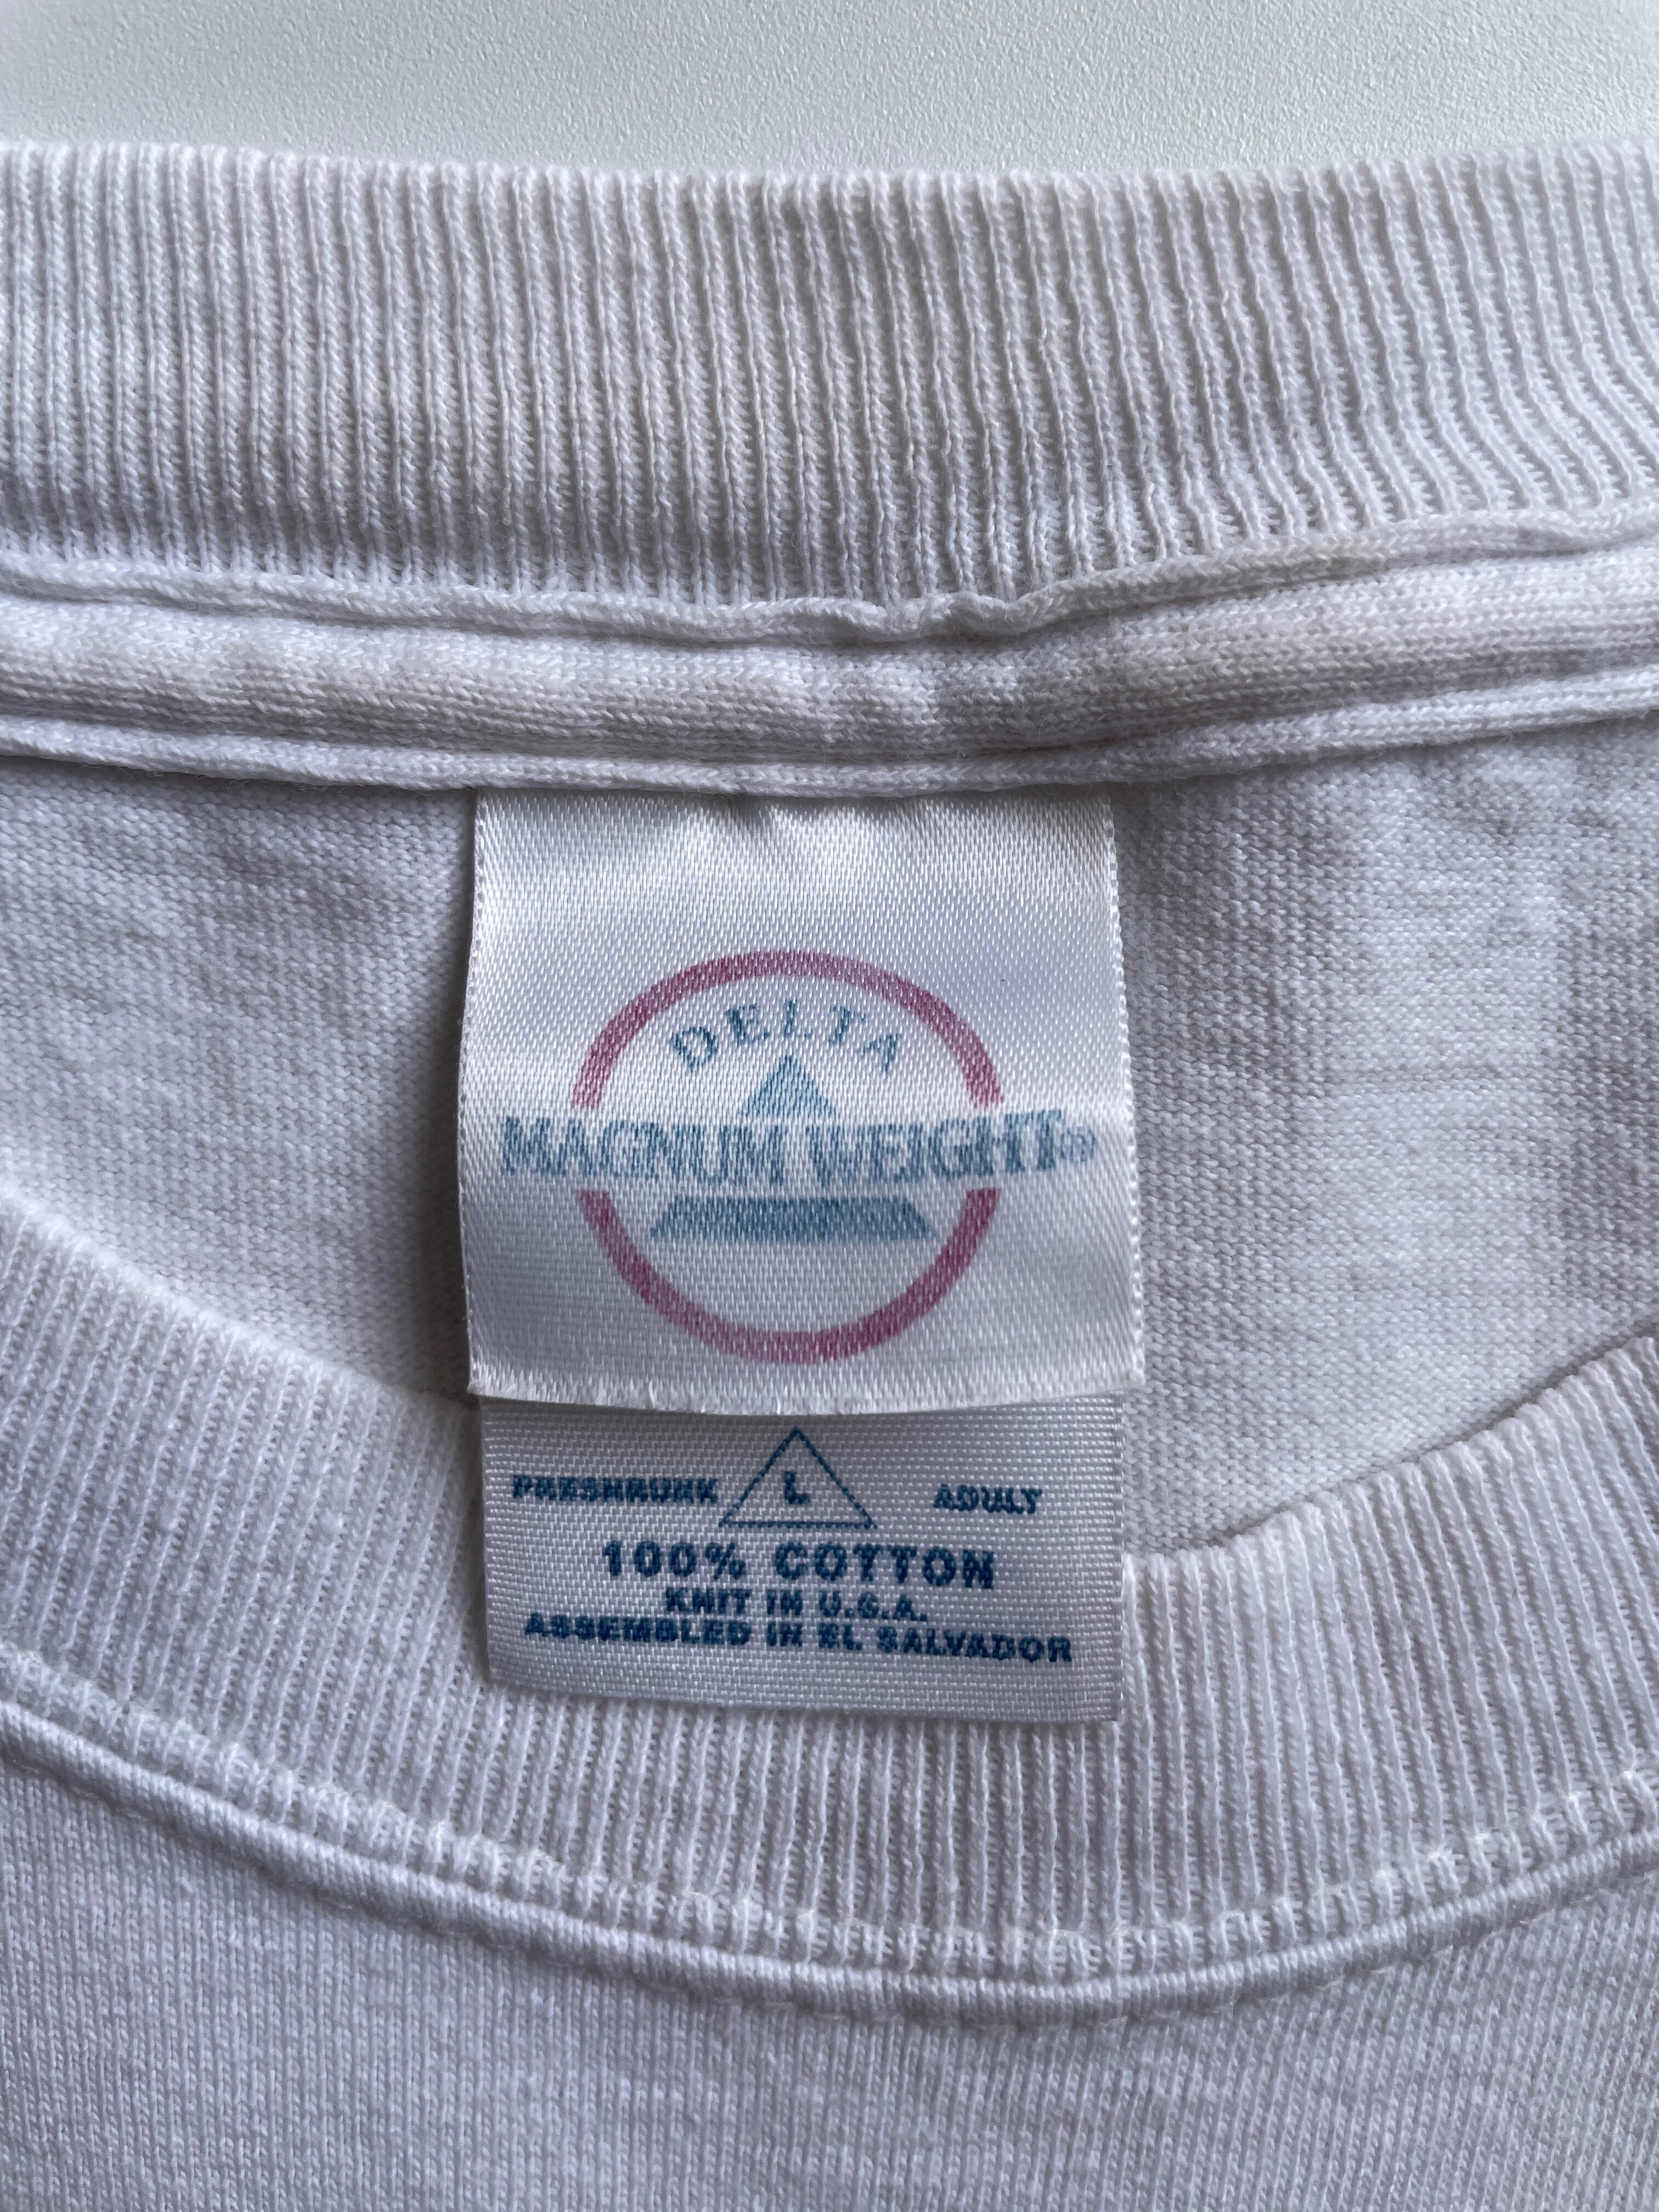 DELTA
MAGNUM WEIGHT®
PRESHRUNK L ADULT
100% COTTON
KNIT IN U.S.A.
ASSEMBLED IN EL SALVADOR